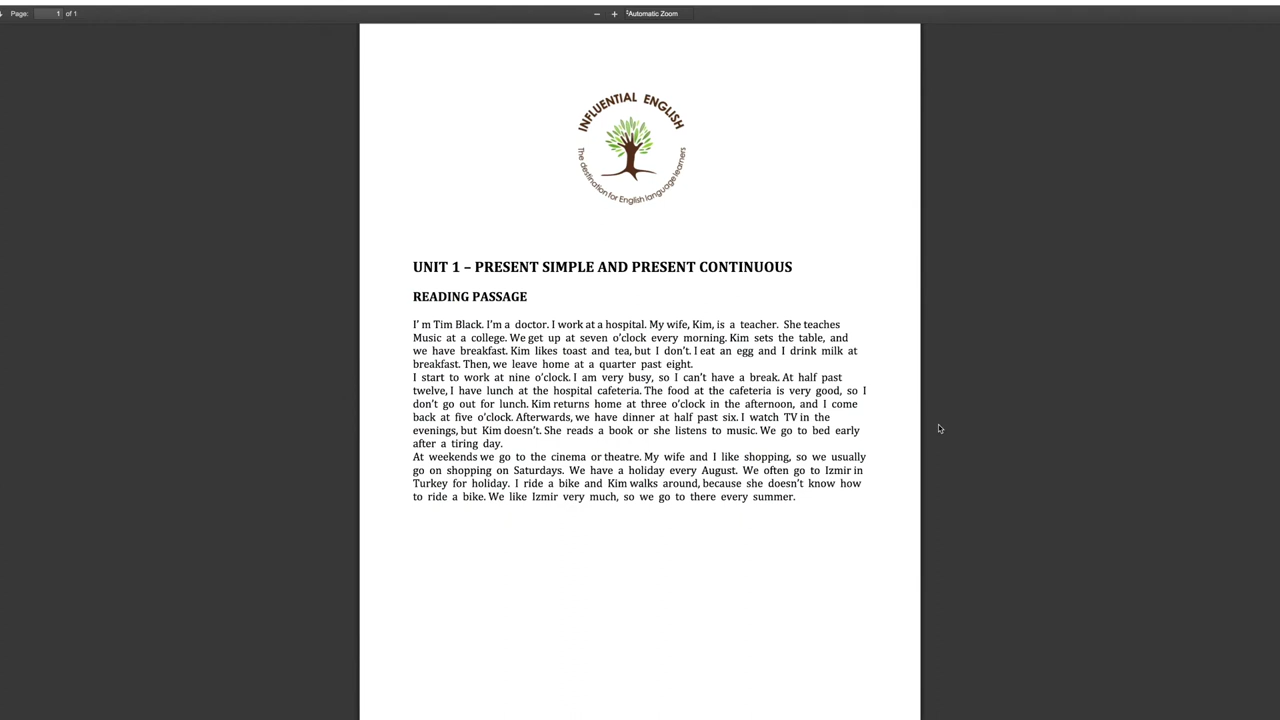 Page: 1 of 1
− + Automatic Zoom
INFLUENTIAL ENGLISH
The destination for English language learners
UNIT 1 – PRESENT SIMPLE AND PRESENT CONTINUOUS
READING PASSAGE
I' m Tim Black. I'm a doctor. I work at a hospital. My wife, Kim, is a teacher. She teaches
Music at a college. We get up at seven o'clock every morning. Kim sets the table, and
we have breakfast. Kim likes toast and tea, but I don't. I eat an egg and I drink milk at
breakfast. Then, we leave home at a quarter past eight.
I start to work at nine o'clock. I am very busy, so I can't have a break. At half past
twelve, I have lunch at the hospital cafeteria. The food at the cafeteria is very good, so I
don't go out for lunch. Kim returns home at three o'clock in the afternoon, and I come
back at five o'clock. Afterwards, we have dinner at half past six. I watch TV in the
evenings, but Kim doesn't. She reads a book or she listens to music. We go to bed early
after a tiring day.
At weekends we go to the cinema or theatre. My wife and I like shopping, so we usually
go on shopping on Saturdays. We have a holiday every August. We often go to Izmir in
Turkey for holiday. I ride a bike and Kim walks around, because she doesn't know how
to ride a bike. We like Izmir very much, so we go to there every summer.